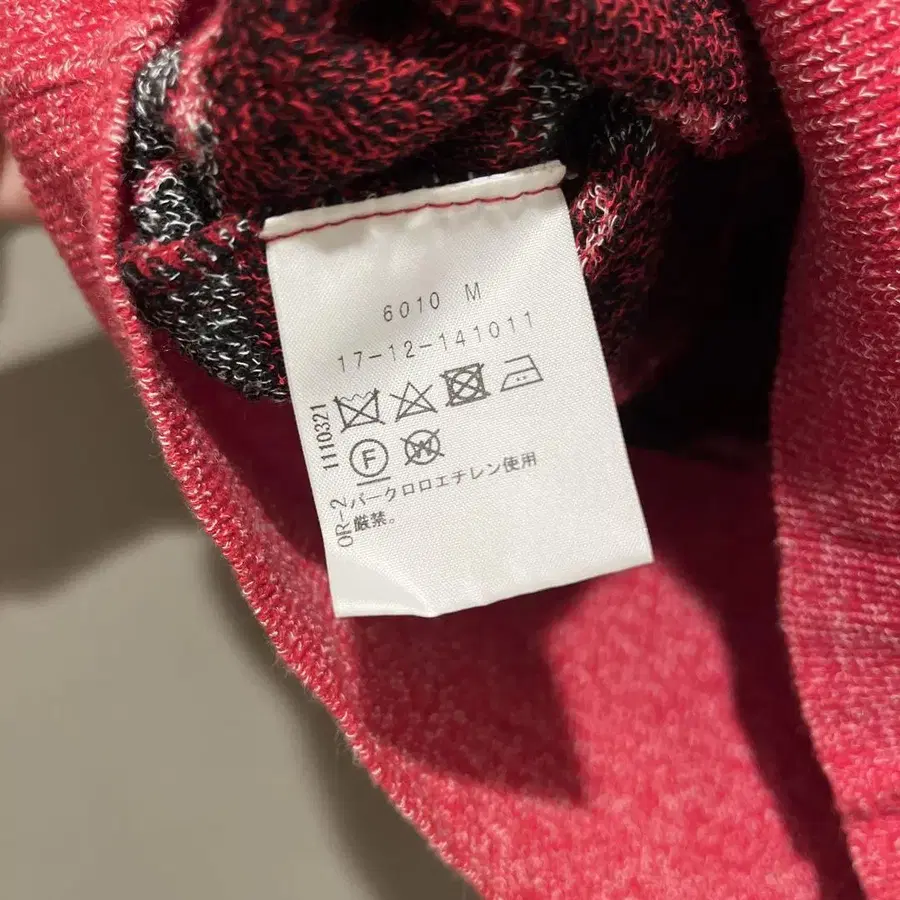 6010 M
17-12-141011
1110321
F
W
OR-2
パークロロエチレン使用
厳禁。